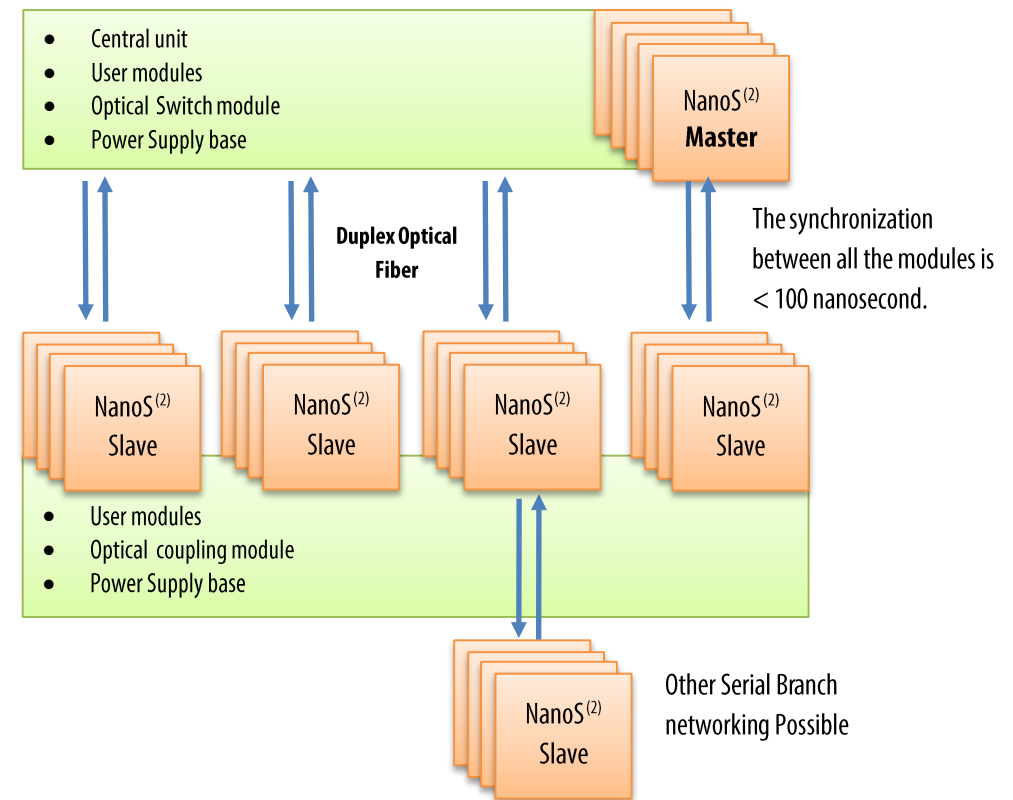 • Central unit
• User modules
• Optical Switch module
• Power Supply base
NanoS(2)
Master
Duplex Optical
Fiber
The synchronization
between all the modules is
< 100 nanosecond.
NanoS(2)
Slave
NanoS(2)
Slave
NanoS(2)
Slave
NanoS(2)
Slave
• User modules
• Optical coupling module
• Power Supply base
NanoS(2)
Slave
Other Serial Branch
networking Possible